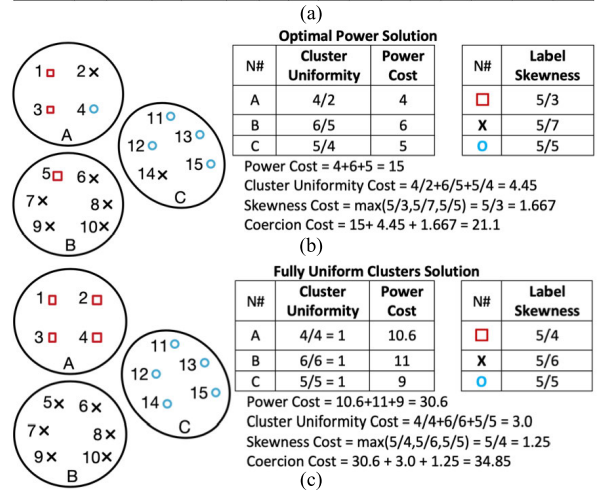 (a)
Optimal Power Solution
N# Cluster Uniformity Power Cost
A 4/2 4
B 6/5 6
C 5/4 5
N# Label Skewness
□ 5/3
X 5/7
O 5/5
1□ 2×
3□ 4○
A
5□ 6×
7× 8×
9× 10×
B
11○
12○ 13○
14× 15○
C
Power Cost = 4+6+5 = 15
Cluster Uniformity Cost = 4/2+6/5+5/4 = 4.45
Skewness Cost = max(5/3,5/7,5/5) = 5/3 = 1.667
Coercion Cost = 15+ 4.45 + 1.667 = 21.1
(b)
Fully Uniform Clusters Solution
N# Cluster Uniformity Power Cost
A 4/4 = 1 10.6
B 6/6 = 1 11
C 5/5 = 1 9
N# Label Skewness
□ 5/4
X 5/6
O 5/5
1□ 2□
3□ 4□
A
5× 6×
7× 8×
9× 10×
B
11○
12○ 13○
14○ 15○
C
Power Cost = 10.6+11+9 = 30.6
Cluster Uniformity Cost = 4/4+6/6+5/5 = 3.0
Skewness Cost = max(5/4,5/6,5/5) = 5/4 = 1.25
Coercion Cost = 30.6 + 3.0 + 1.25 = 34.85
(c)